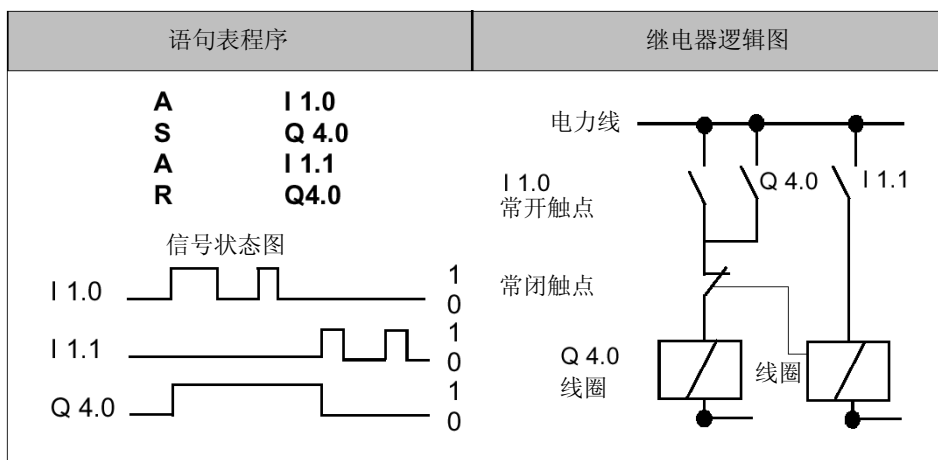 语句表程序
继电器逻辑图
A I 1.0
S Q 4.0
A I 1.1
R Q4.0
信号状态图
I 1.0
1
0
I 1.1
1
0
Q 4.0
1
0
电力线
I 1.0
常开触点
Q 4.0
I 1.1
常闭触点
Q 4.0
线圈
线圈